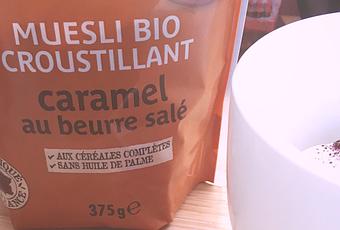 MUESLI BIO
CROUSTILLANT
caramel
au beurre salé
✓ AUX CÉRÉALES COMPLÈTES
✓ SANS HUILE DE PALME
375g e